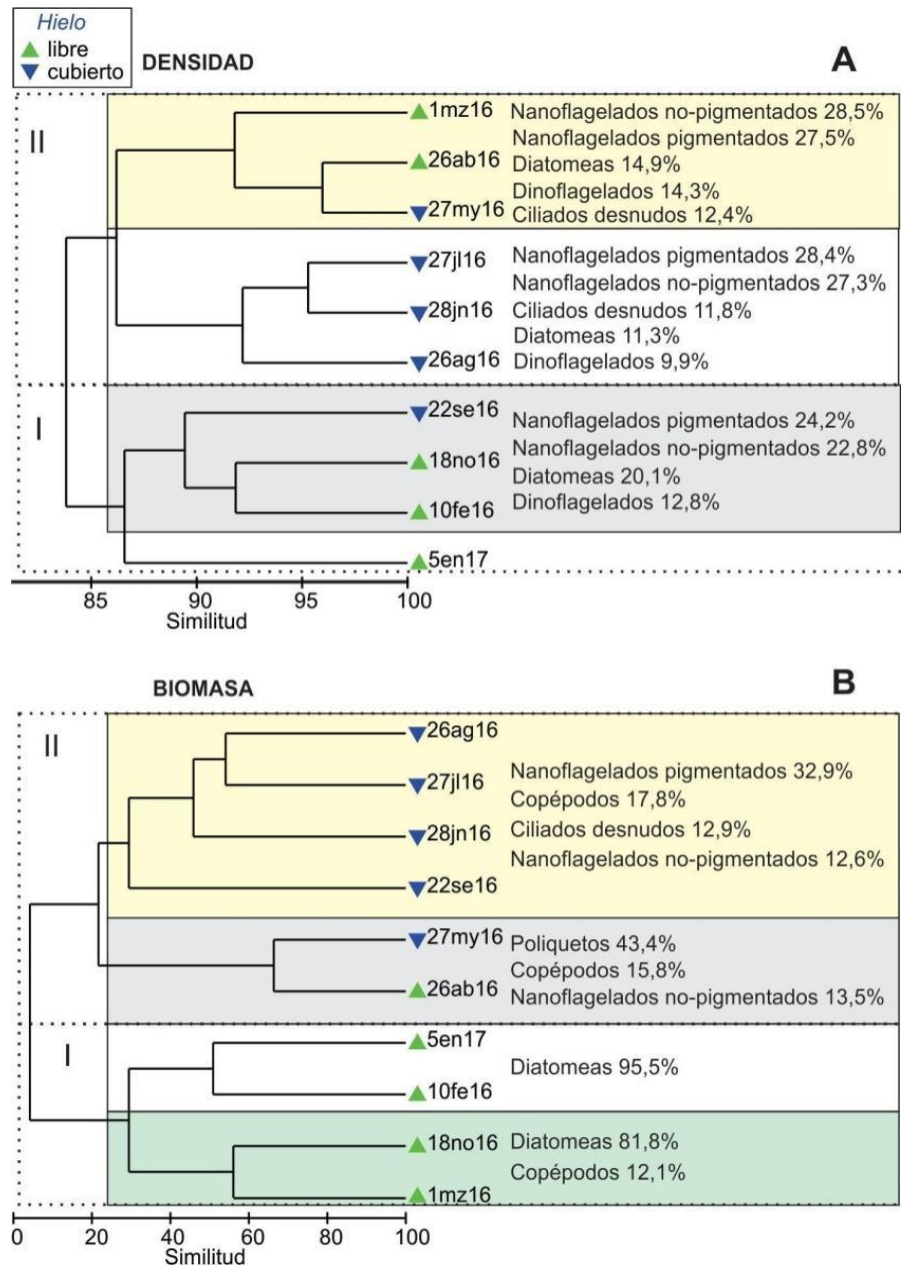 Hielo
libre
cubierto
DENSIDAD
A
II
1mz16
Nanoflagelados no-pigmentados 28,5%
Nanoflagelados pigmentados 27,5%
26ab16
Diatomeas 14,9%
Dinoflagelados 14,3%
27my16
Ciliados desnudos 12,4%
27jl16
Nanoflagelados pigmentados 28,4%
Nanoflagelados no-pigmentados 27,3%
28jn16
Ciliados desnudos 11,8%
Diatomeas 11,3%
26ag16
Dinoflagelados 9,9%
I
22se16
Nanoflagelados pigmentados 24,2%
Nanoflagelados no-pigmentados 22,8%
18no16
Diatomeas 20,1%
10fe16
Dinoflagelados 12,8%
5en17
85 90 95 100
Similitud
BIOMASA
B
II
26ag16
27jl16
Nanoflagelados pigmentados 32,9%
Copépodos 17,8%
28jn16
Ciliados desnudos 12,9%
Nanoflagelados no-pigmentados 12,6%
22se16
27my16
Poliquetos 43,4%
Copépodos 15,8%
26ab16
Nanoflagelados no-pigmentados 13,5%
I
5en17
Diatomeas 95,5%
10fe16
18no16
Diatomeas 81,8%
Copépodos 12,1%
1mz16
0 20 40 60 80 100
Similitud